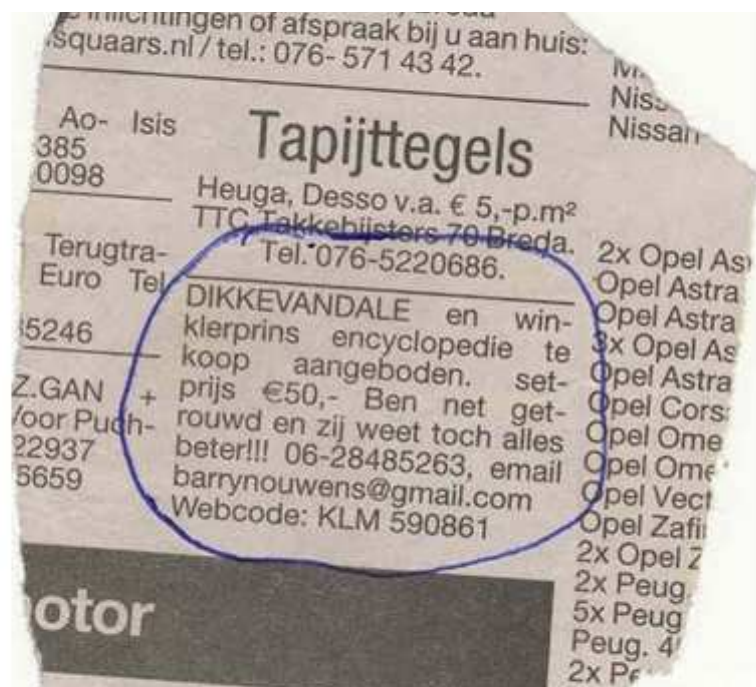 inlichtingen of afspraak bij u aan huis:
squaars.nl / tel.: 076- 571 43 42.
Ao- Isis
385
0098
Terugtra-
Euro Tel
5246
Z.GAN +
Voor Puch-
22937
5659
Tapijttegels
Heuga, Desso v.a. € 5,-p.m²
TTC Takkebijsters 70 Breda.
Tel. 076-5220686.
DIKKEVANDALE en win-
klerprins encyclopedie te
koop aangeboden. set-
prijs €50,- Ben net get-
rouwd en zij weet toch alles
beter!!! 06-28485263, email
barrynouwens@gmail.com
Webcode: KLM 590861
Niss
Nissan
2x Opel As
Opel Astra
Opel Astra
3x Opel As
Opel Astra
Opel Cors
Opel Ome
Opel Ome
Opel Vect
Opel Zafi
2x Opel Z
2x Peug.
5x Peug
Peug. 4
2x Pe
otor